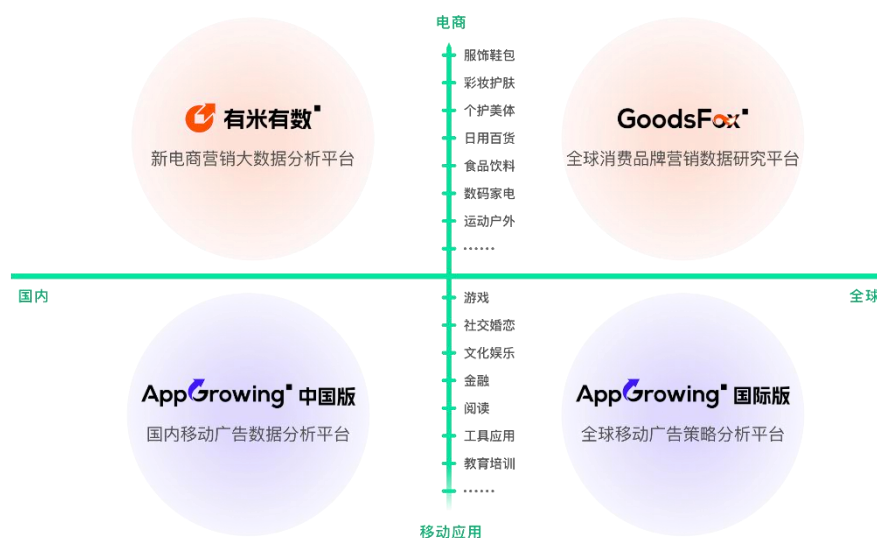 电商
服饰鞋包
彩妆护肤
个护美体
日用百货
食品饮料
数码家电
运动户外
……
有米有数
新电商营销大数据分析平台
GoodsFox
全球消费品牌营销数据研究平台
国内
全球
游戏
社交婚恋
文化娱乐
金融
阅读
工具应用
教育培训
……
AppGrowing 中国版
国内移动广告数据分析平台
AppGrowing 国际版
全球移动广告策略分析平台
移动应用